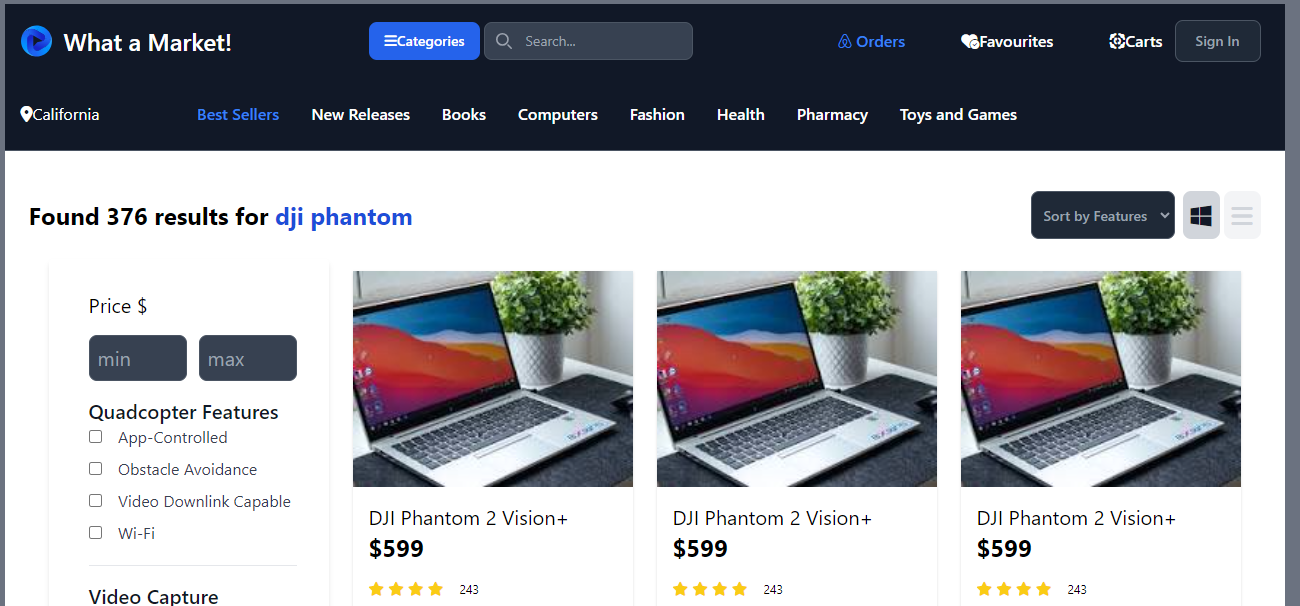 What a Market!
Categories
Search...
Orders
Favourites
Carts
Sign In
California
Best Sellers
New Releases
Books
Computers
Fashion
Health
Pharmacy
Toys and Games
Found 376 results for dji phantom
Sort by Features
Price $
min
max
Quadcopter Features
App-Controlled
Obstacle Avoidance
Video Downlink Capable
Wi-Fi
Video Capture
DJI Phantom 2 Vision+
$599
243
DJI Phantom 2 Vision+
$599
243
DJI Phantom 2 Vision+
$599
243